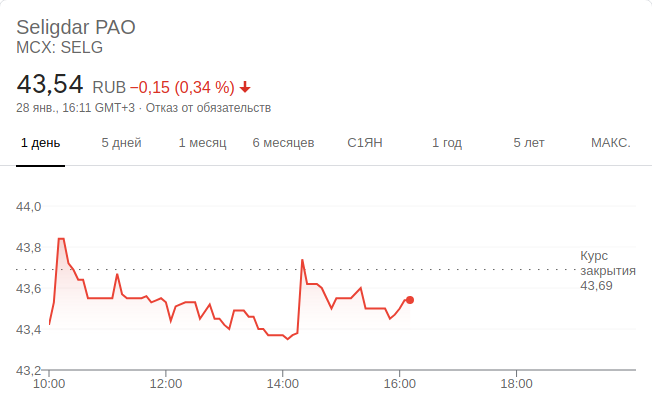 Seligdar PAO
MCX: SELG
43,54 RUB −0,15 (0,34 %)
28 янв., 16:11 GMT+3 · Отказ от обязательств
1 день 5 дней 1 месяц 6 месяцев С1ЯН 1 год 5 лет МАКС.
44,0
43,8
Курс
закрытия
43,69
43,6
43,4
43,2
10:00 12:00 14:00 16:00 18:00